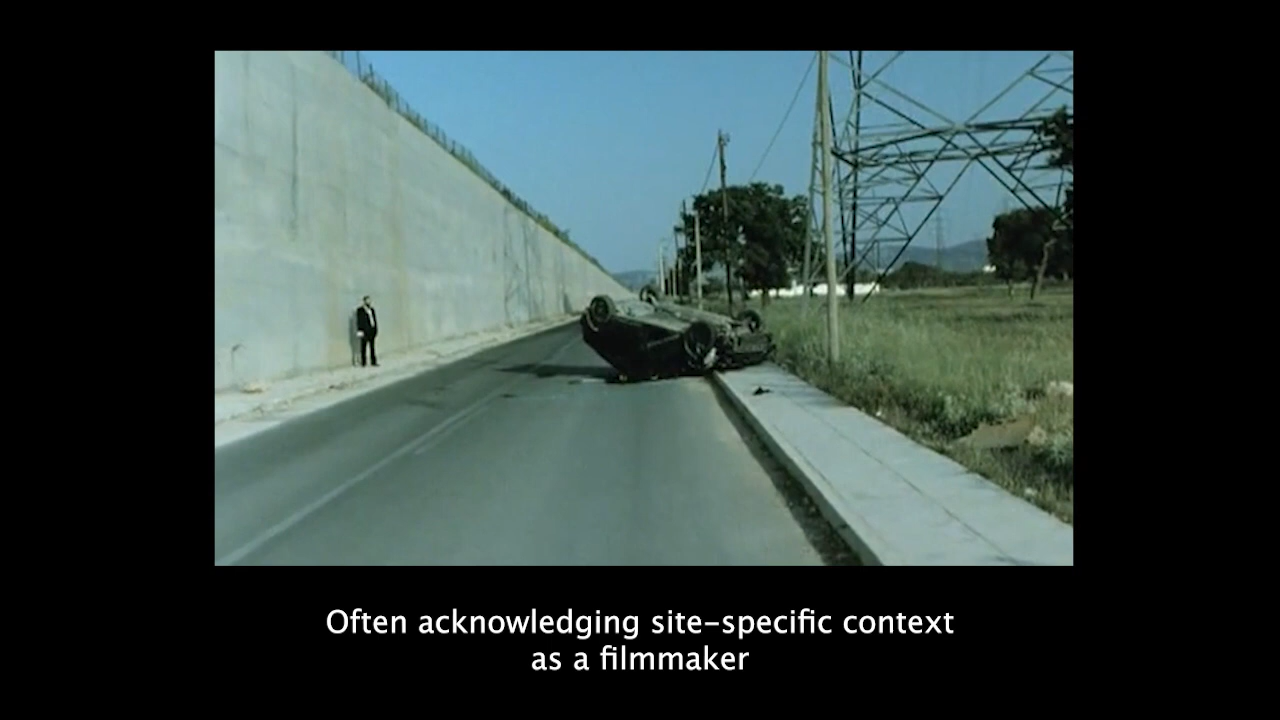 Often acknowledging site-specific context
as a filmmaker